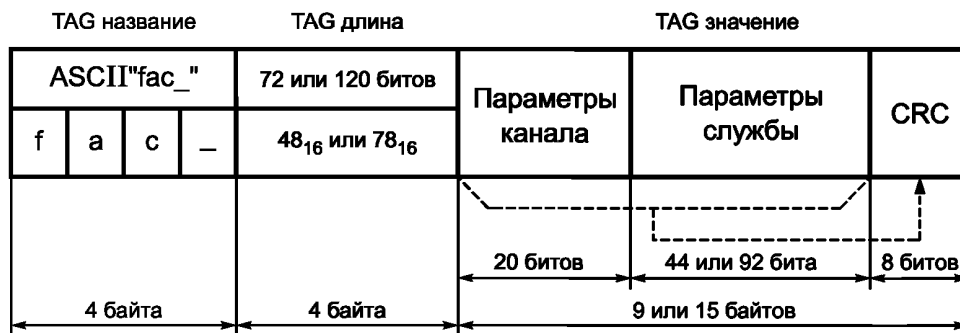 TAG название TAG длина TAG значение
ASCII"fac_" 72 или 120 битов
Параметры канала Параметры службы CRC
f a c _ 48₁₆ или 78₁₆
20 битов 44 или 92 бита 8 битов
4 байта 4 байта 9 или 15 байтов